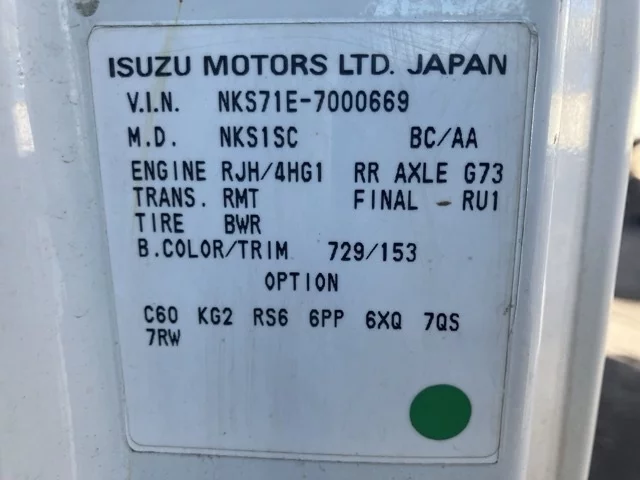 ISUZU MOTORS LTD. JAPAN
V.I.N. NKS71E-7000669
M.D. NKS1SC BC/AA
ENGINE RJH/4HG1 RR AXLE G73
TRANS. RMT FINAL RU1
TIRE BWR
B.COLOR/TRIM 729/153
OPTION
C60 KG2 RS6 6PP 6XQ 7QS
7RW